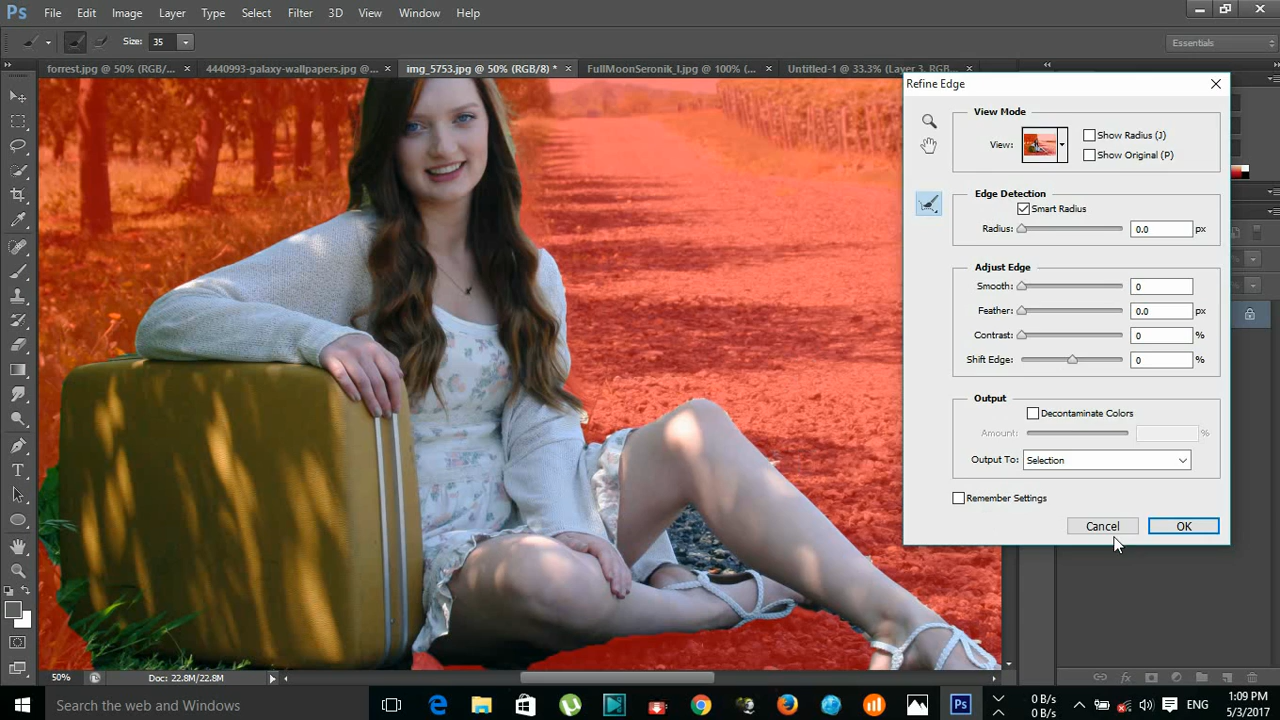 Ps File Edit Image Layer Type Select Filter 3D View Window Help
Size: 35
Essentials
forrest.jpg @ 50% (RGB/... × 4440993-galaxy-wallpapers.jpg @... × img_5753.jpg @ 50% (RGB/8) * × FullMoonSeronik_l.jpg @ 100% (... × Untitled-1 @ 33.3% (Layer 3, RGB... ×
Refine Edge
View Mode
View:
Show Radius (J)
Show Original (P)
Edge Detection
Smart Radius
Radius: 0.0 px
Adjust Edge
Smooth: 0
Feather: 0.0 px
Contrast: 0 %
Shift Edge: 0 %
Output
Decontaminate Colors
Amount: %
Output To: Selection
Remember Settings
Cancel OK
50% Doc: 22.8M/22.8M
Search the web and Windows
0 B/s
0 B/s
ENG
1:09 PM
5/3/2017